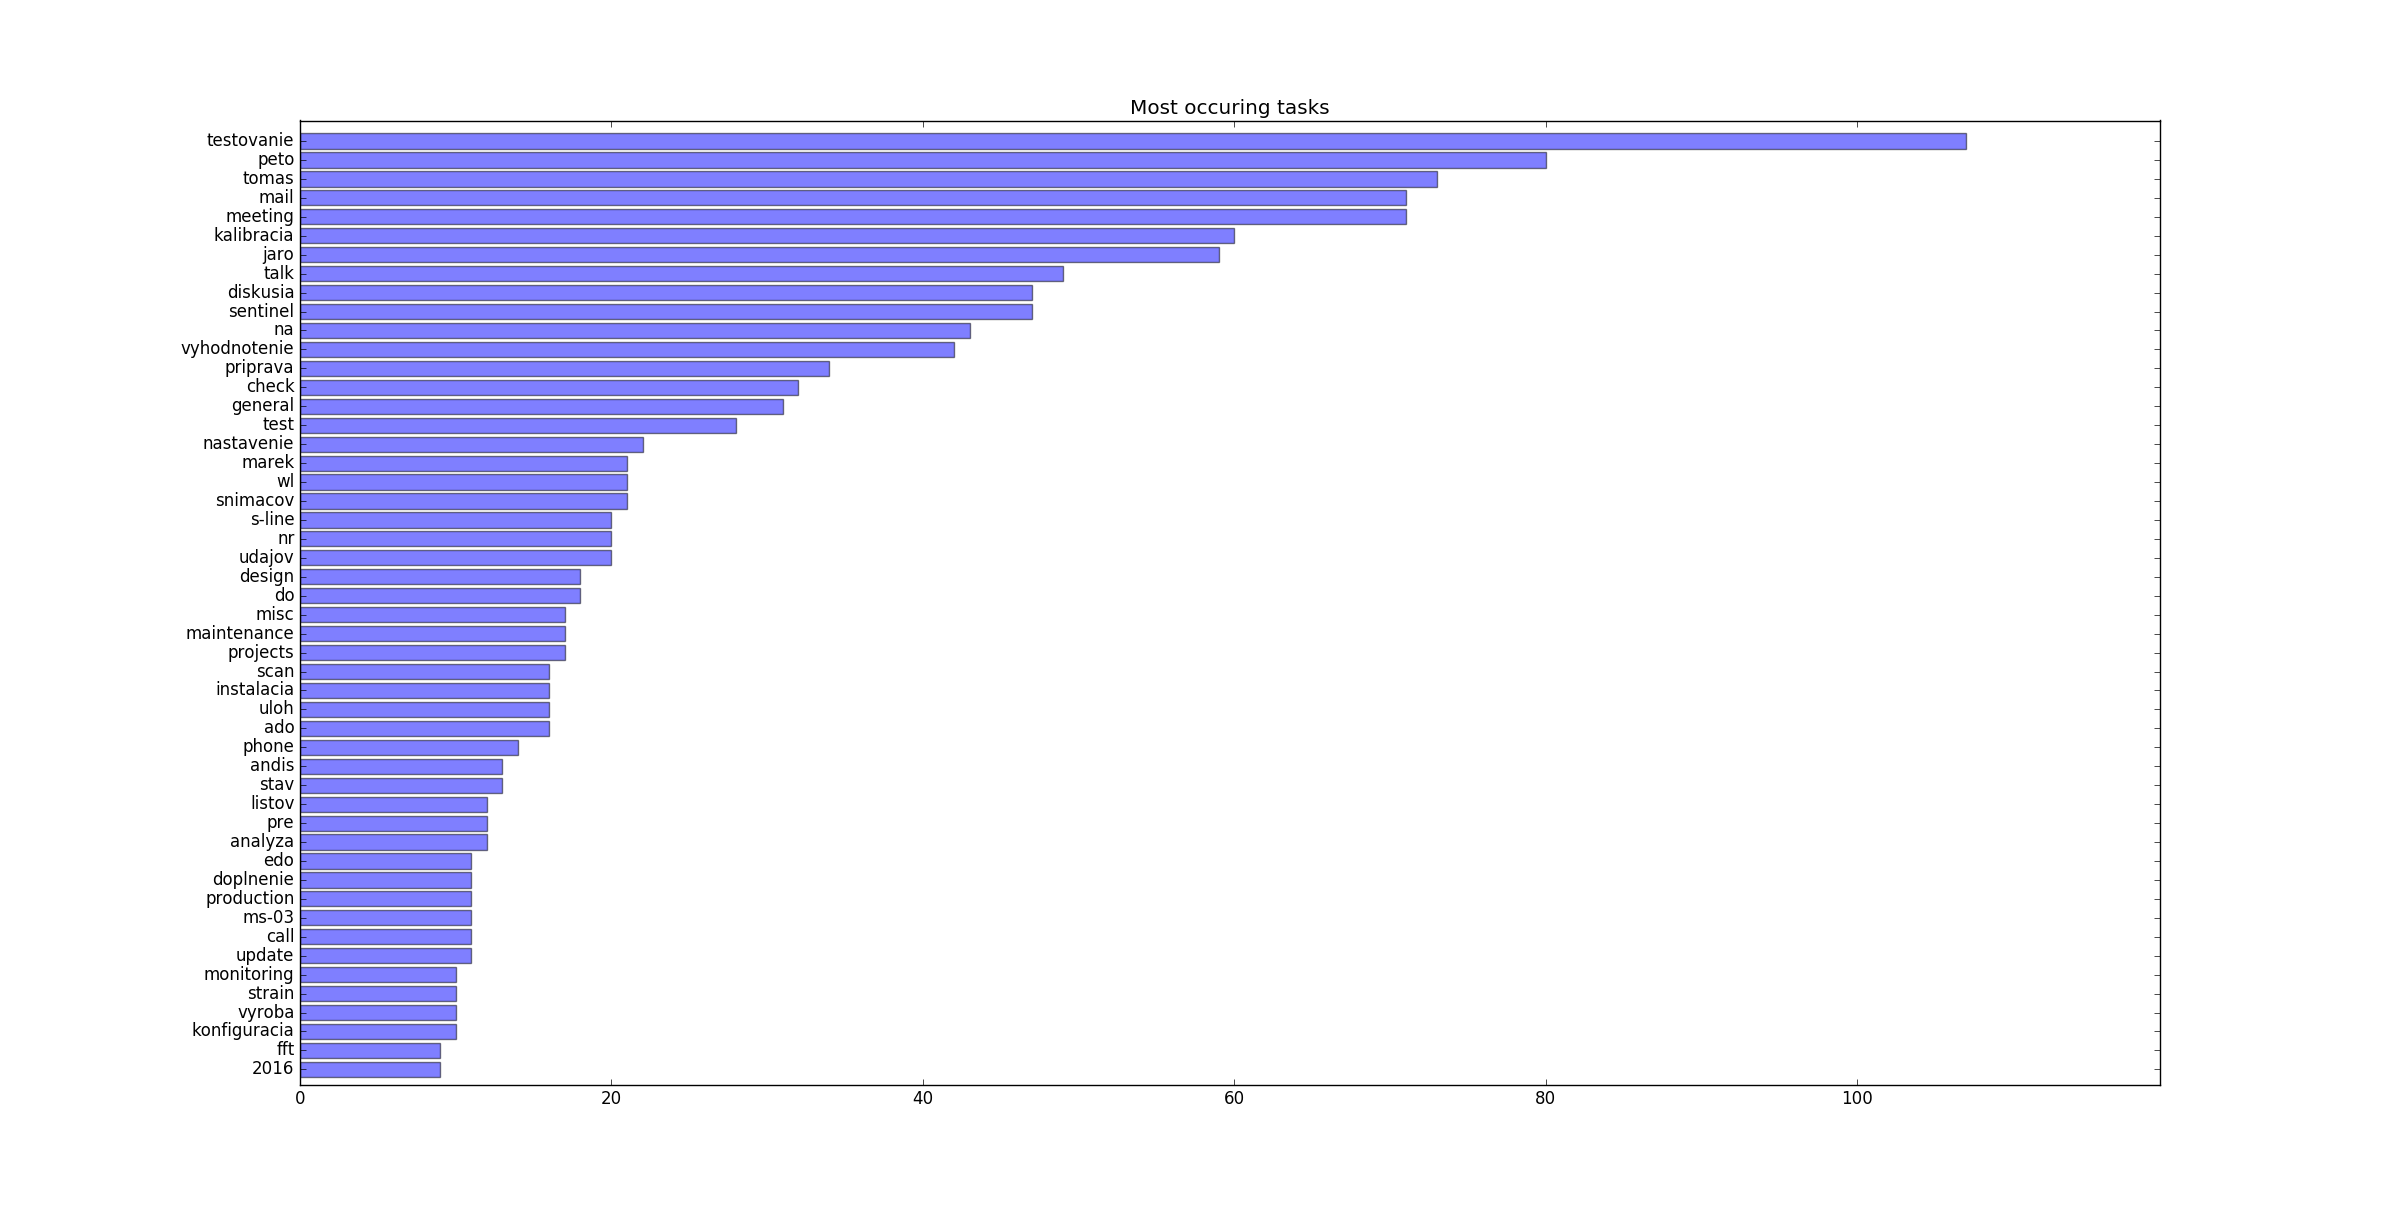 Most occuring tasks
testovanie
peto
tomas
mail
meeting
kalibracia
jaro
talk
diskusia
sentinel
na
vyhodnotenie
priprava
check
general
test
nastavenie
marek
wl
snimacov
s-line
nr
udajov
design
do
misc
maintenance
projects
scan
instalacia
uloh
ado
phone
andis
stav
listov
pre
analyza
edo
doplnenie
production
ms-03
call
update
monitoring
strain
vyroba
konfiguracia
fft
2016
0 20 40 60 80 100